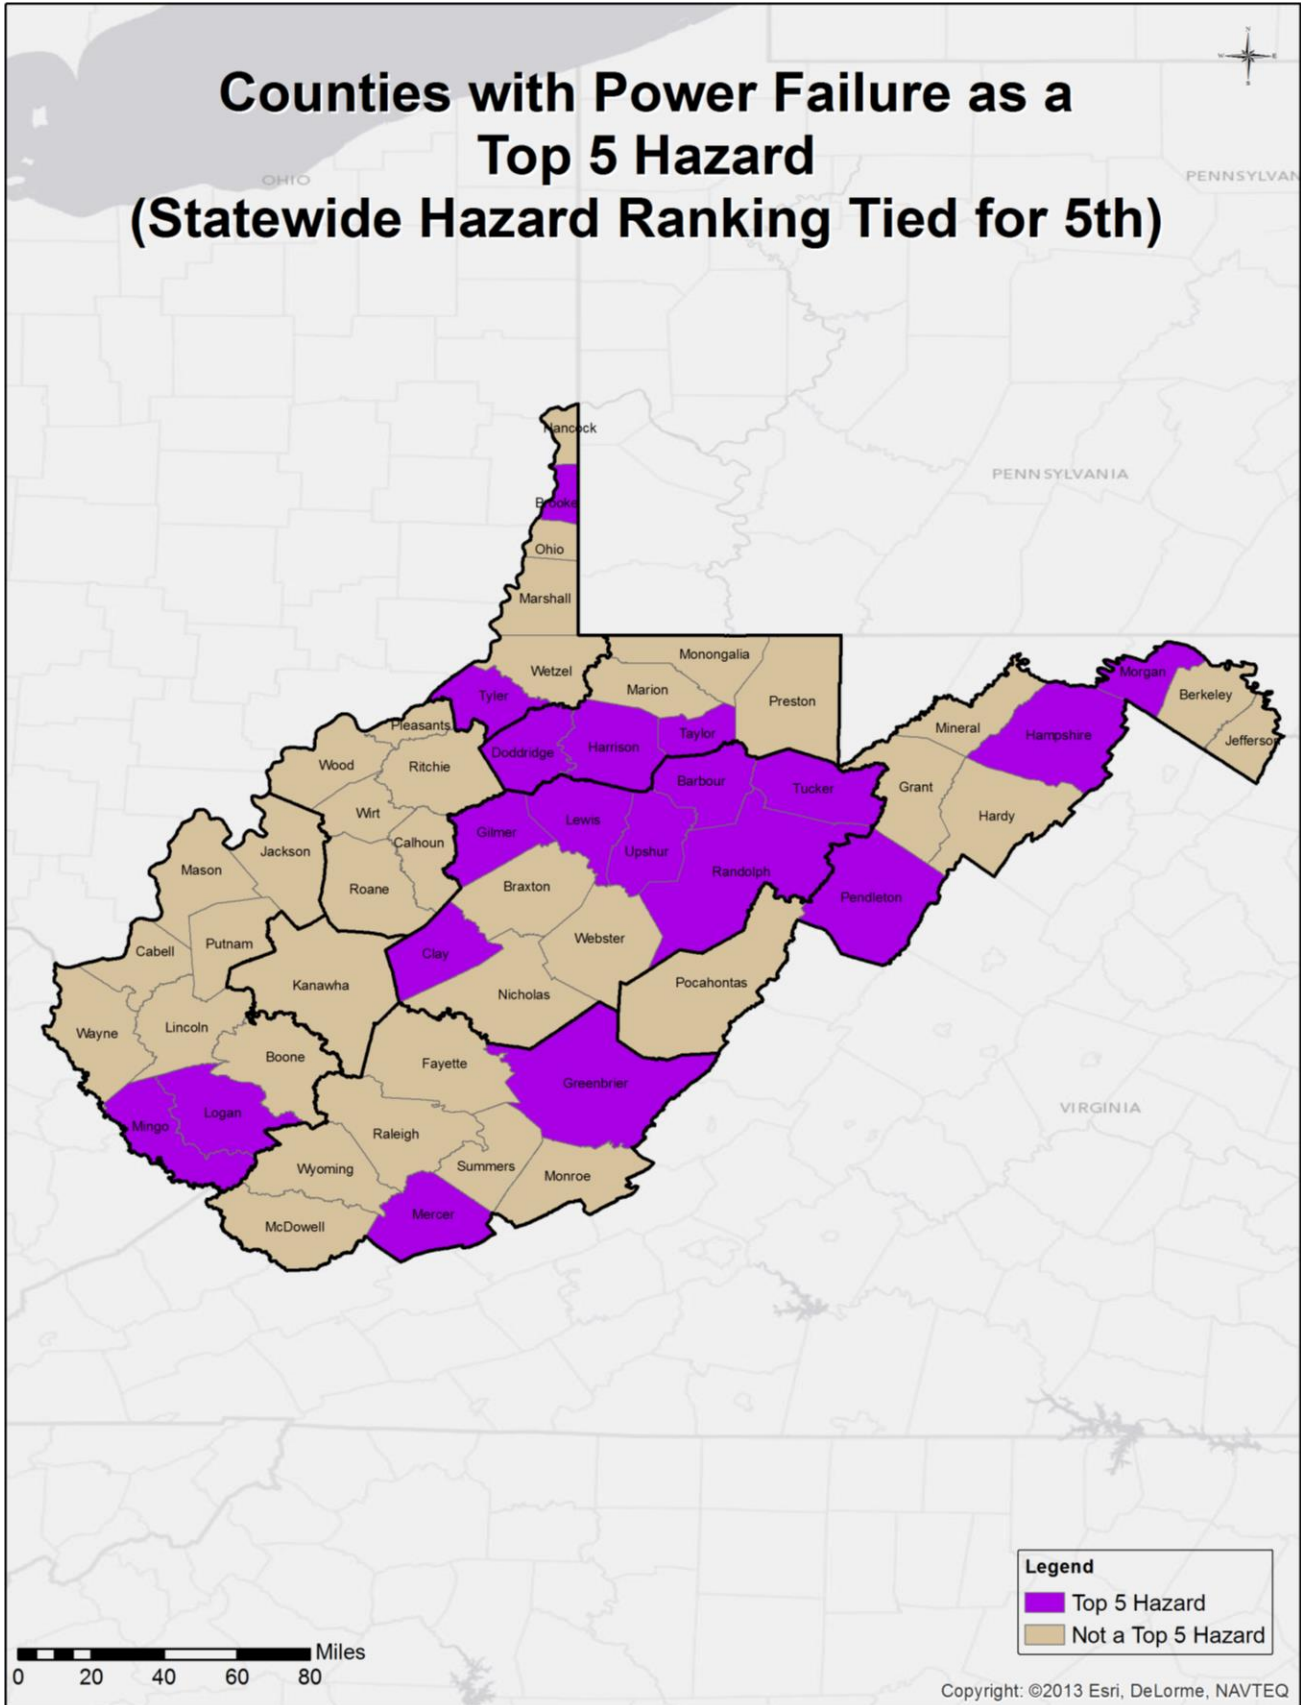 Counties with Power Failure as a
Top 5 Hazard
(Statewide Hazard Ranking Tied for 5th)
N
W E
S
OHIO
PENNSYLVAN
Hancock
PENNSYLVANIA
Brooke
Ohio
Marshall
Monongalia
Wetzel
Morgan
Marion
Tyler
Berkeley
Preston
Pleasants
Mineral
Taylor
Hampshire
Jefferson
Harrison
Doddridge
Wood
Ritchie
Barbour
Tucker
Grant
Wirt
Hardy
Lewis
Gilmer
Calhoun
Jackson
Upshur
Mason
Randolph
Roane
Braxton
Pendleton
Webster
Putnam
Cabell
Clay
Pocahontas
Kanawha
Nicholas
Lincoln
Wayne
Boone
Fayette
Greenbrier
VIRGINIA
Logan
Mingo
Raleigh
Summers
Wyoming
Monroe
Mercer
McDowell
Legend
Top 5 Hazard
Not a Top 5 Hazard
Miles
0 20 40 60 80
Copyright: ©2013 Esri, DeLorme, NAVTEQ